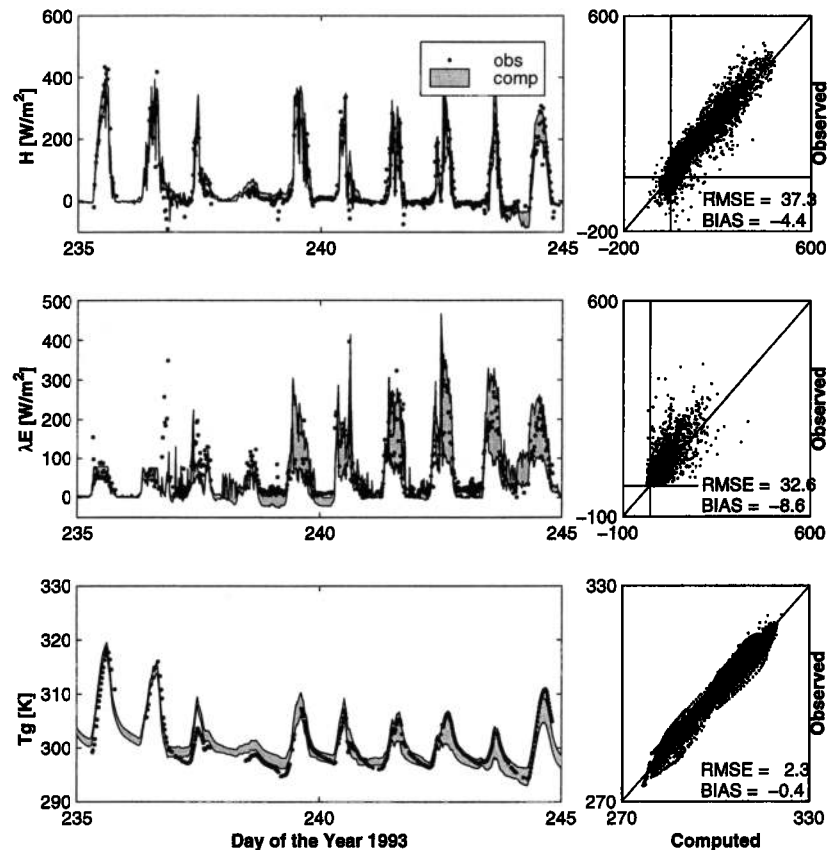 600
400
200
0
H [W/m²]
235
240
245
obs
comp
600
−200
−200
600
Observed
RMSE = 37.3
BIAS = −4.4
500
400
300
200
100
0
λE [W/m²]
235
240
245
600
−100
−100
600
Observed
RMSE = 32.6
BIAS = −8.6
330
320
310
300
290
Tg [K]
235
240
245
Day of the Year 1993
330
270
270
330
Observed
RMSE = 2.3
BIAS = −0.4
Computed